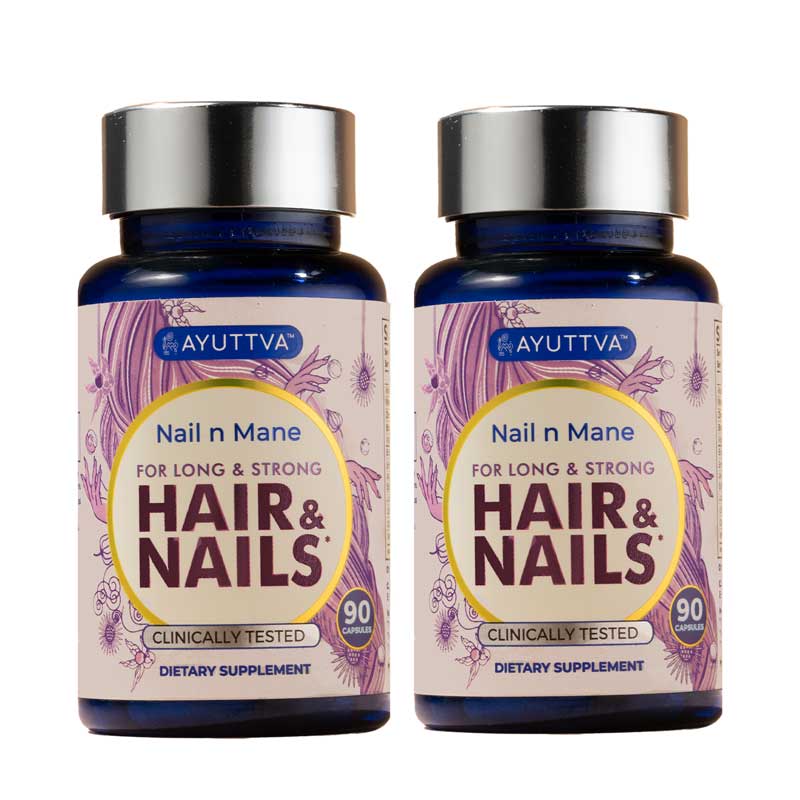 AYUTTVA™
Nail n Mane
FOR LONG & STRONG
HAIR &
NAILS*
90
CAPSULES
CLINICALLY TESTED
DIETARY SUPPLEMENT
AYUTTVA™
Nail n Mane
FOR LONG & STRONG
HAIR &
NAILS*
90
CAPSULES
CLINICALLY TESTED
DIETARY SUPPLEMENT